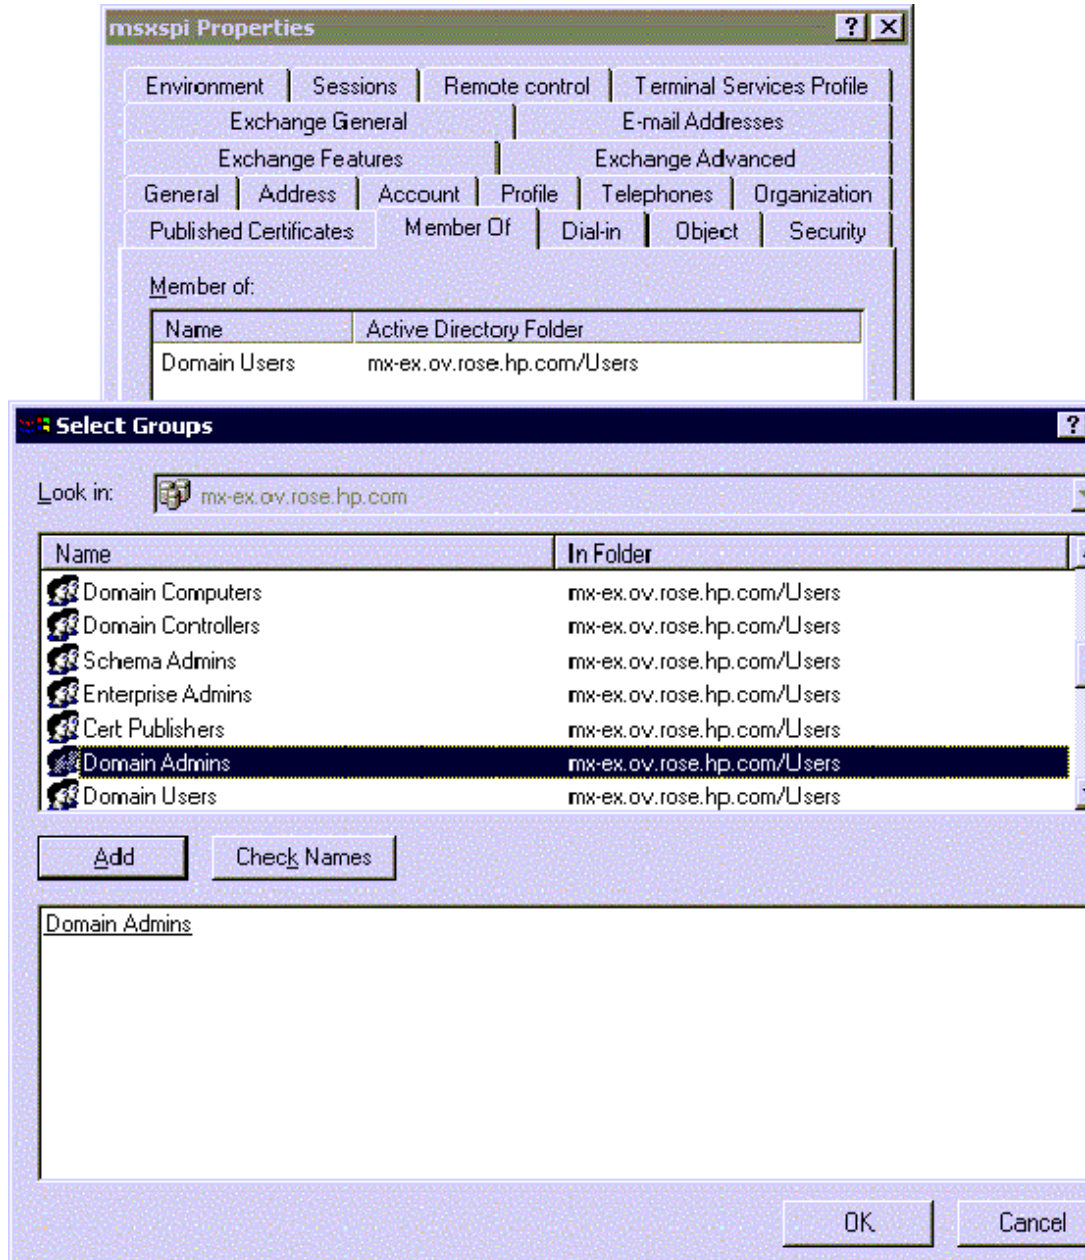 msxspi Properties
Environment Sessions Remote control Terminal Services Profile
Exchange General E-mail Addresses
Exchange Features Exchange Advanced
General Address Account Profile Telephones Organization
Published Certificates Member Of Dial-in Object Security
Member of:
Name Active Directory Folder
Domain Users mx-ex.ov.rose.hp.com/Users
Select Groups
Look in: mx-ex.ov.rose.hp.com
Name In Folder
Domain Computers mx-ex.ov.rose.hp.com/Users
Domain Controllers mx-ex.ov.rose.hp.com/Users
Schema Admins mx-ex.ov.rose.hp.com/Users
Enterprise Admins mx-ex.ov.rose.hp.com/Users
Cert Publishers mx-ex.ov.rose.hp.com/Users
Domain Admins mx-ex.ov.rose.hp.com/Users
Domain Users mx-ex.ov.rose.hp.com/Users
Add Check Names
Domain Admins
OK Cancel